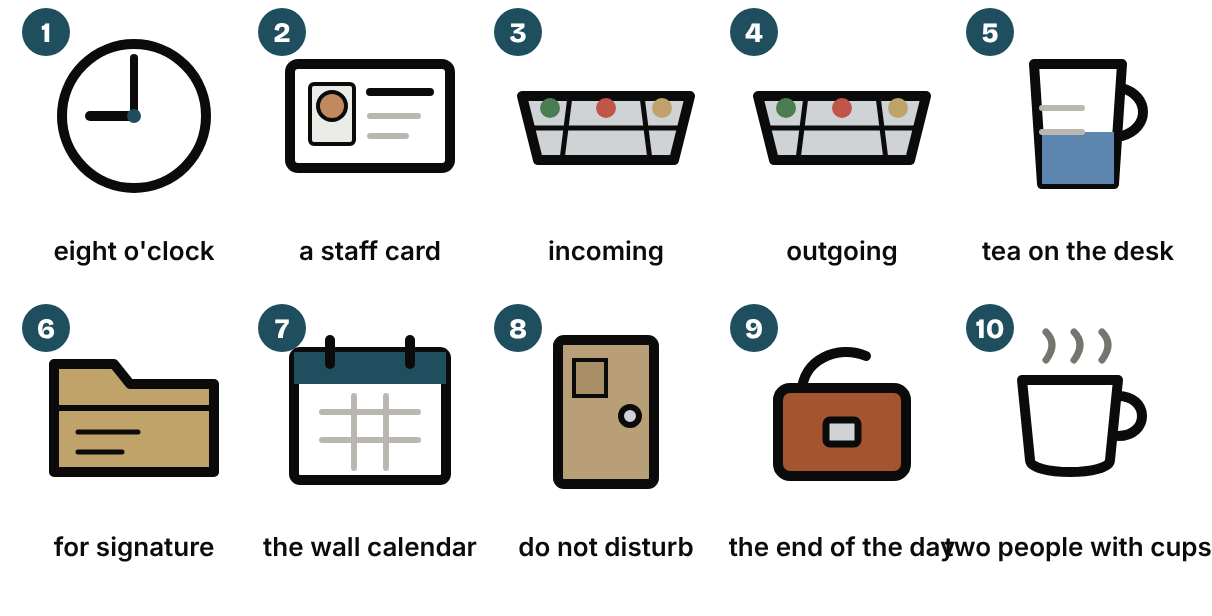 1
eight o'clock
2
a staff card
3
incoming
4
outgoing
5
tea on the desk
6
for signature
7
the wall calendar
8
do not disturb
9
the end of the day
10
two people with cups